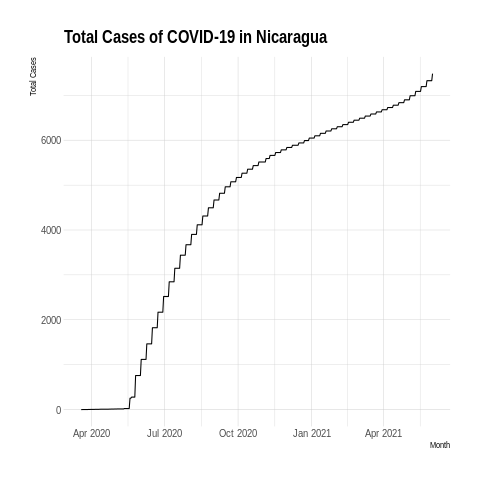 Total Cases of COVID-19 in Nicaragua
Total Cases
6000
4000
2000
0
Apr 2020 Jul 2020 Oct 2020 Jan 2021 Apr 2021
Month